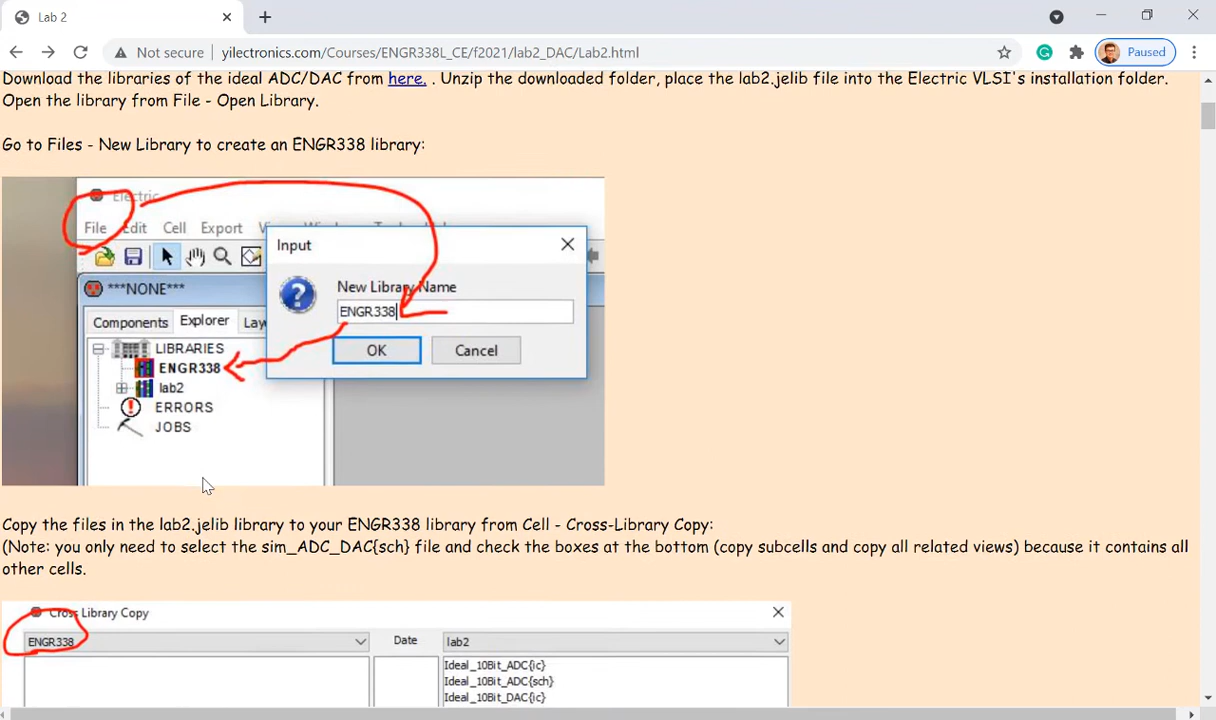 Lab 2
Not secure
yilectronics.com/Courses/ENGR338L_CE/f2021/lab2_DAC/Lab2.html
Paused
Download the libraries of the ideal ADC/DAC from here. . Unzip the downloaded folder, place the lab2.jelib file into the Electric VLSI's installation folder.
Open the library from File - Open Library.
Go to Files - New Library to create an ENGR338 library:
Electric
File Edit Cell Export
Input
***NONE***
New Library Name
ENGR338
Components Explorer Lay
OK Cancel
LIBRARIES
ENGR338
lab2
ERRORS
JOBS
Copy the files in the lab2.jelib library to your ENGR338 library from Cell - Cross-Library Copy:
(Note: you only need to select the sim_ADC_DAC{sch} file and check the boxes at the bottom (copy subcells and copy all related views) because it contains all
other cells.
Cross Library Copy
ENGR338 Date lab2
Ideal_10Bit_ADC{ic}
Ideal_10Bit_ADC{sch}
Ideal_10Bit_DAC{ic}